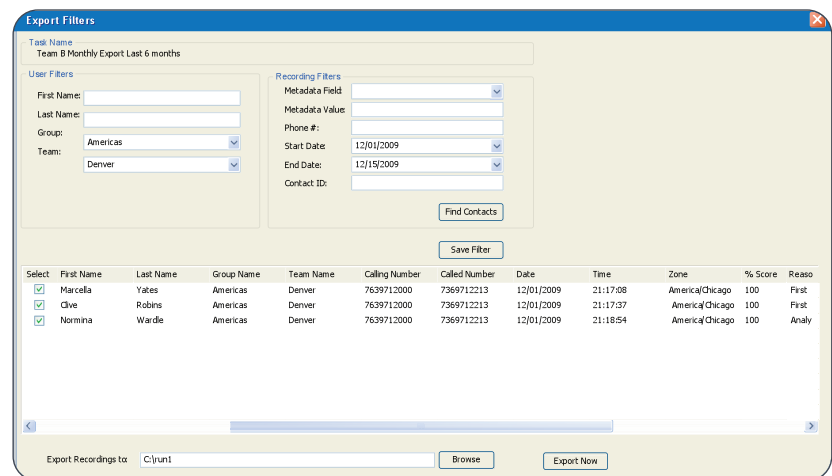 Export Filters
Task Name
Team B Monthly Export Last 6 months
User Filters
First Name:
Last Name:
Group:
Americas
Team:
Denver
Recording Filters
Metadata Field:
Metadata Value:
Phone #:
Start Date: 12/01/2009
End Date: 12/15/2009
Contact ID:
Find Contacts
Save Filter
Select First Name Last Name Group Name Team Name Calling Number Called Number Date Time Zone % Score Reaso
Marcella Yates Americas Denver 7639712000 7369712213 12/01/2009 21:17:08 America/Chicago 100 First
Clive Robins Americas Denver 7639712000 7369712213 12/01/2009 21:17:37 America/Chicago 100 First
Normina Wardle Americas Denver 7639712000 7369712213 12/01/2009 21:18:54 America/Chicago 100 Analy
Export Recordings to: C:\run1 Browse Export Now